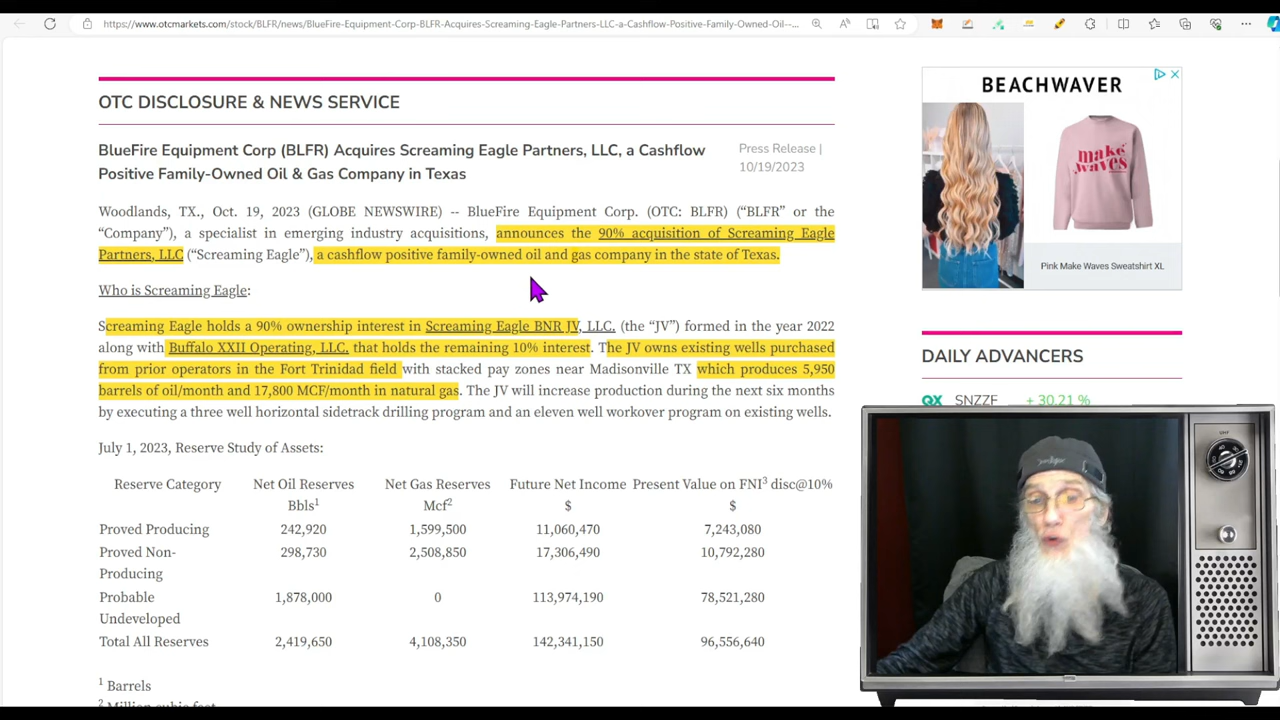 https://www.otcmarkets.com/stock/BLFR/news/BlueFire-Equipment-Corp-BLFR-Acquires-Screaming-Eagle-Partners-LLC-a-Cashflow-Positive-Family-Owned-Oil--...
OTC DISCLOSURE & NEWS SERVICE
BlueFire Equipment Corp (BLFR) Acquires Screaming Eagle Partners, LLC, a Cashflow
Positive Family-Owned Oil & Gas Company in Texas
Press Release |
10/19/2023
Woodlands, TX., Oct. 19, 2023 (GLOBE NEWSWIRE) -- BlueFire Equipment Corp. (OTC: BLFR) (“BLFR” or the
“Company”), a specialist in emerging industry acquisitions, announces the 90% acquisition of Screaming Eagle
Partners, LLC (“Screaming Eagle”), a cashflow positive family-owned oil and gas company in the state of Texas.
Who is Screaming Eagle:
Screaming Eagle holds a 90% ownership interest in Screaming Eagle BNR JV, LLC. (the “JV”) formed in the year 2022
along with Buffalo XXII Operating, LLC. that holds the remaining 10% interest. The JV owns existing wells purchased
from prior operators in the Fort Trinidad field with stacked pay zones near Madisonville TX which produces 5,950
barrels of oil/month and 17,800 MCF/month in natural gas. The JV will increase production during the next six months
by executing a three well horizontal sidetrack drilling program and an eleven well workover program on existing wells.
July 1, 2023, Reserve Study of Assets:
Reserve Category Net Oil Reserves Net Gas Reserves Future Net Income Present Value on FNI3 disc@10%
Bbls1 Mcf2 $ $
Proved Producing 242,920 1,599,500 11,060,470 7,243,080
Proved Non- 298,730 2,508,850 17,306,490 10,792,280
Producing
Probable 1,878,000 0 113,974,190 78,521,280
Undeveloped
Total All Reserves 2,419,650 4,108,350 142,341,150 96,556,640
1 Barrels
2 Million cubic feet
BEACHWAVER
make
waves
Pink Make Waves Sweatshirt XL
DAILY ADVANCERS
QX SNZZF + 30.21 %
UHF